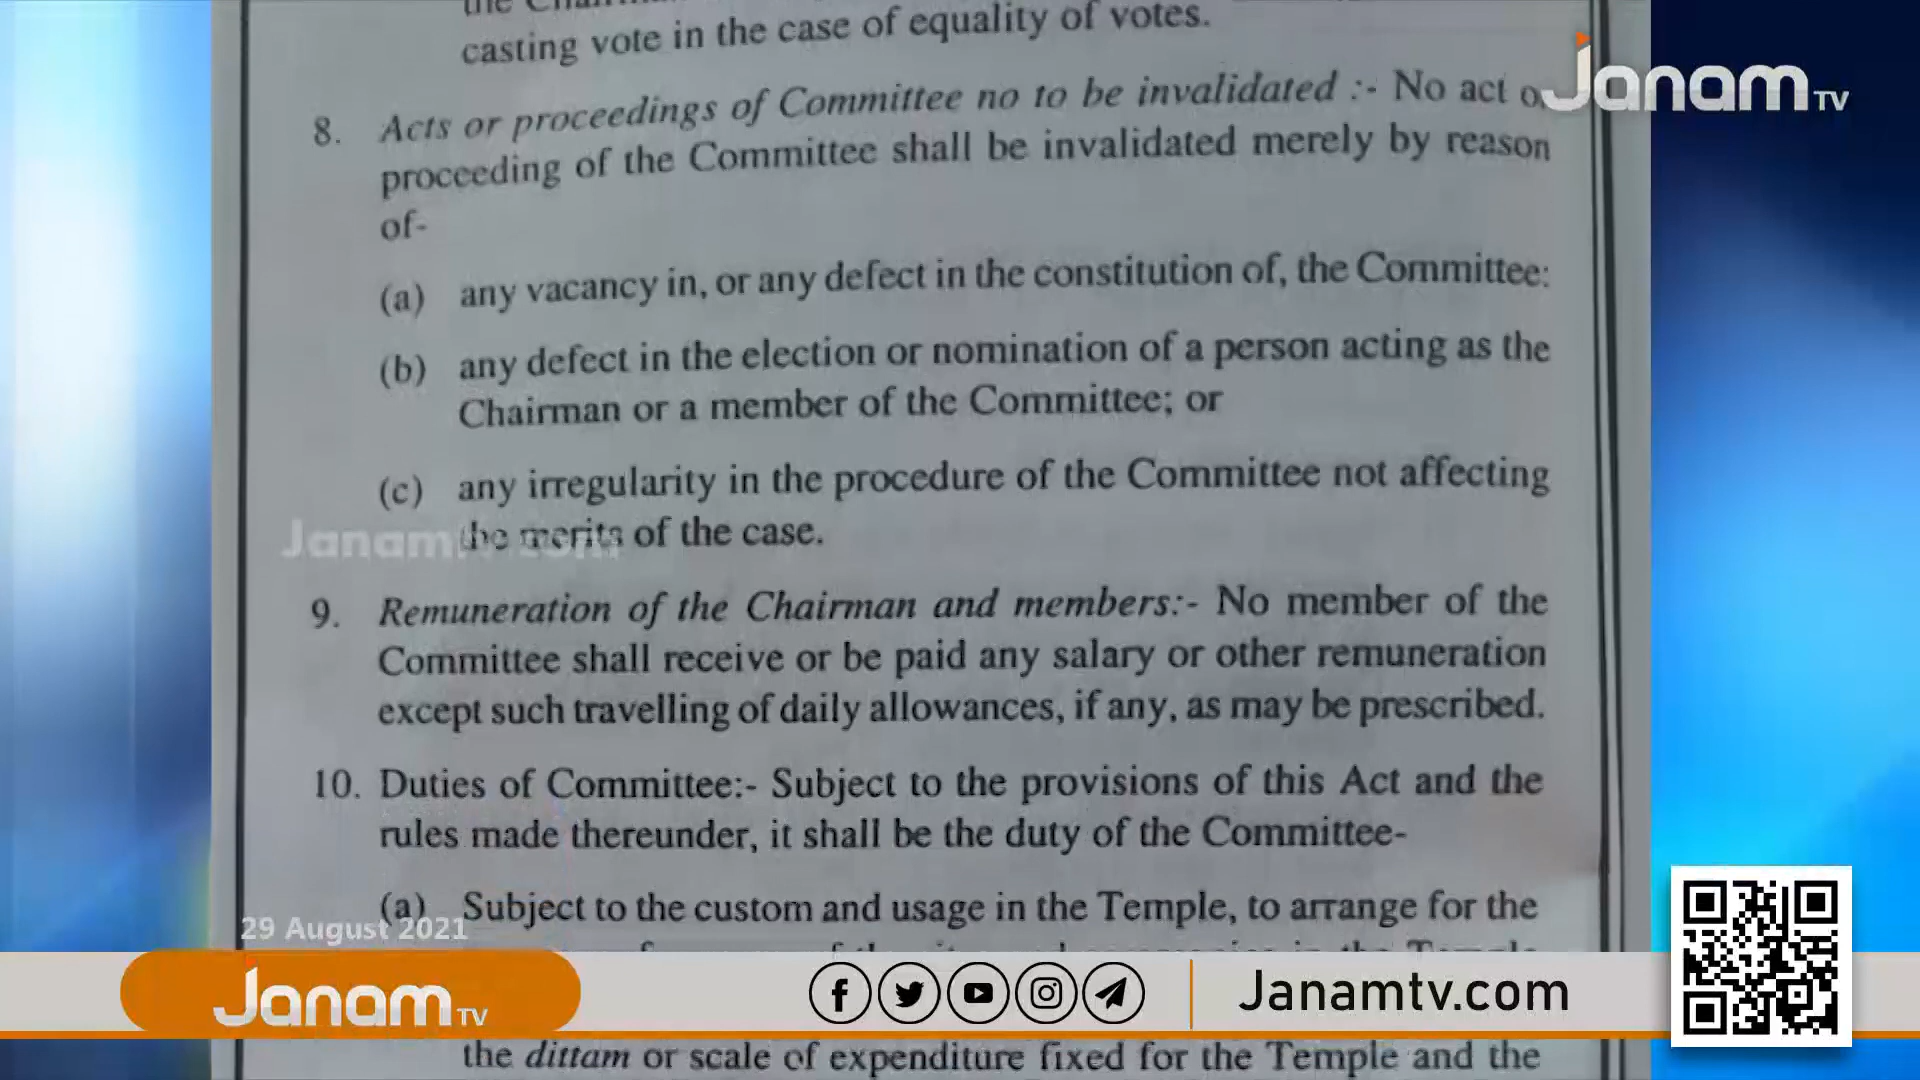 casting vote in the case of equality of votes.
8. Acts or proceedings of Committee no to be invalidated :- No act
proceeding of the Committee shall be invalidated merely by reason
of-
(a) any vacancy in, or any defect in the constitution of, the Committee:
(b) any defect in the election or nomination of a person acting as the
Chairman or a member of the Committee; or
(c) any irregularity in the procedure of the Committee not affecting
the merits of the case.
9. Remuneration of the Chairman and members:- No member of the
Committee shall receive or be paid any salary or other remuneration
except such travelling of daily allowances, if any, as may be prescribed.
10. Duties of Committee:- Subject to the provisions of this Act and the
rules made thereunder, it shall be the duty of the Committee-
(a) Subject to the custom and usage in the Temple, to arrange for the
the dittam or scale of expenditure fixed for the Temple and the
Janam TV
Janamtv.com
29 August 2021
Janam TV
Janamtv.com